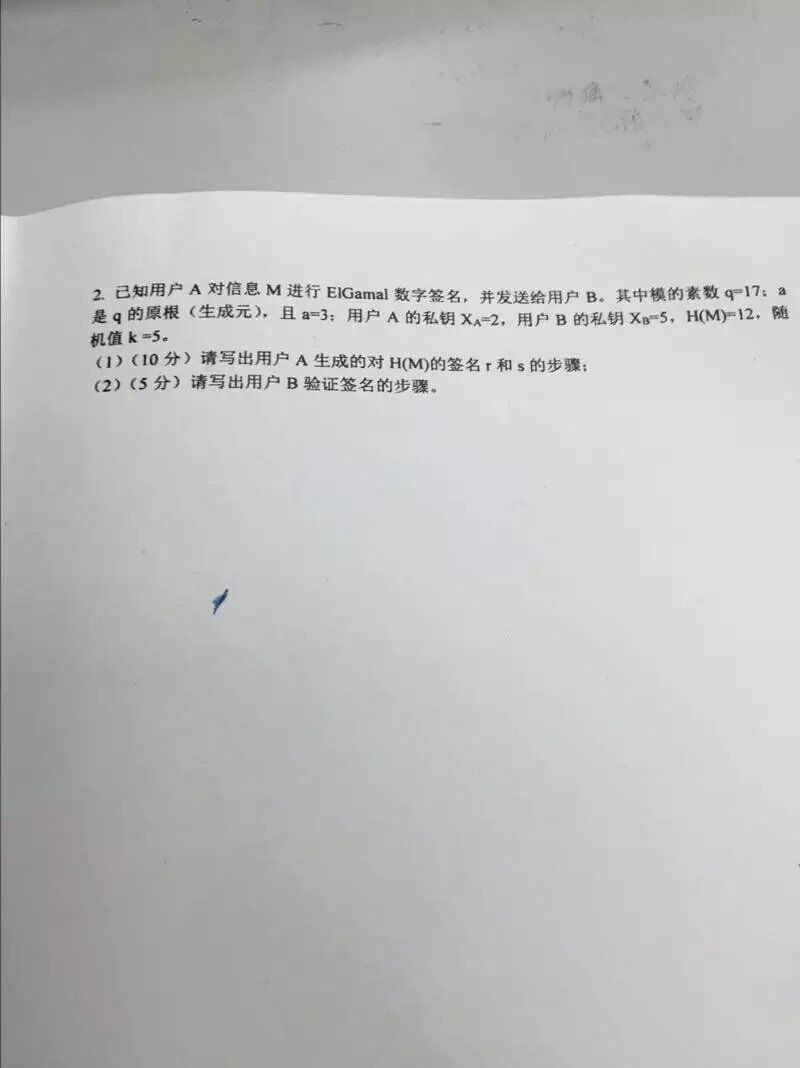 2. 已知用户 A 对信息 M 进行 ElGamal 数字签名，并发送给用户 B。其中模的素数 q=17；a
是 q 的原根（生成元），且 a=3；用户 A 的私钥 XA=2，用户 B 的私钥 XB=5，H(M)=12，随
机值 k =5。
（1）（10 分）请写出用户 A 生成的对 H(M)的签名 r 和 s 的步骤；
（2）（5 分）请写出用户 B 验证签名的步骤。